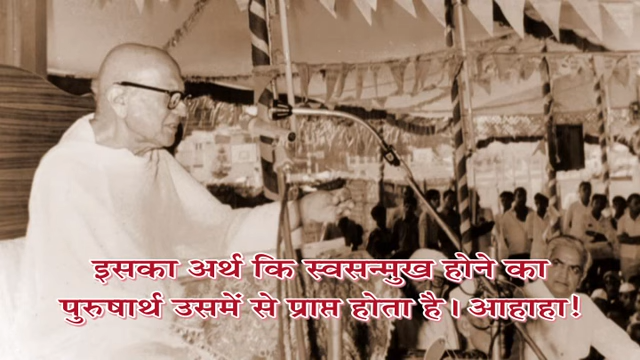 इसका अर्थ कि स्वसन्मुख होने का
पुरुषार्थ उसमें से प्राप्त होता है। आहाहा!